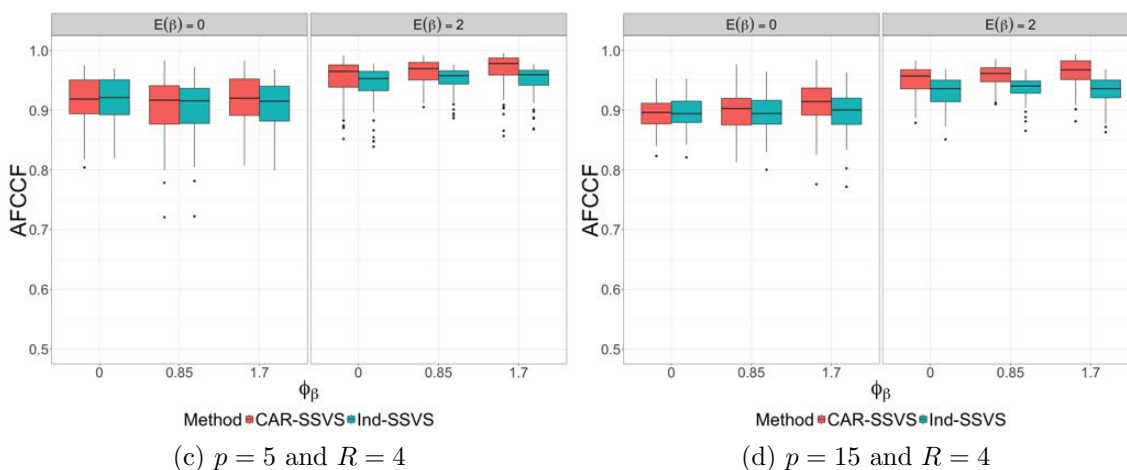 E(β) = 0
E(β) = 2
1.0
0.9
0.8
0.7
0.6
0.5
AFCCF
0
0.85
1.7
0
0.85
1.7
ϕβ
Method CAR-SSVS Ind-SSVS
(c) p = 5 and R = 4
E(β) = 0
E(β) = 2
1.0
0.9
0.8
0.7
0.6
0.5
AFCCF
0
0.85
1.7
0
0.85
1.7
ϕβ
Method CAR-SSVS Ind-SSVS
(d) p = 15 and R = 4